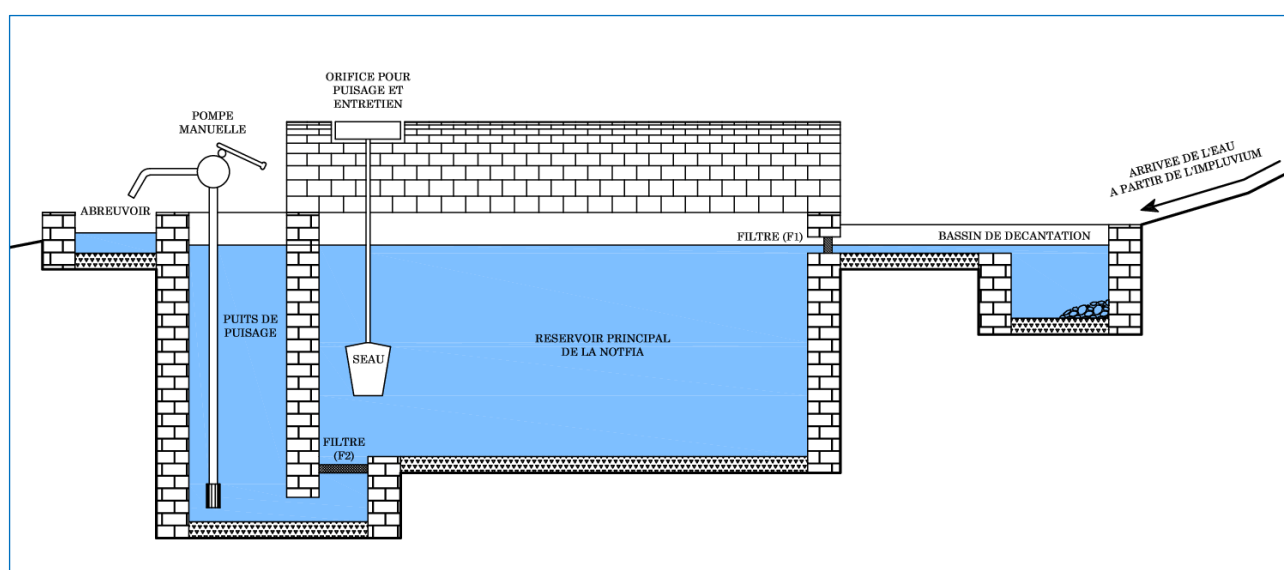 ORIFICE POUR
PUISAGE ET
ENTRETIEN
POMPE
MANUELLE
ARRIVEE DE L'EAU
A PARTIR DE L'IMPLUVIUM
ABREUVOIR
FILTRE (F1)
BASSIN DE DECANTATION
PUITS DE
PUISAGE
RESERVOIR PRINCIPAL
DE LA NOTFIA
SEAU
FILTRE
(F2)